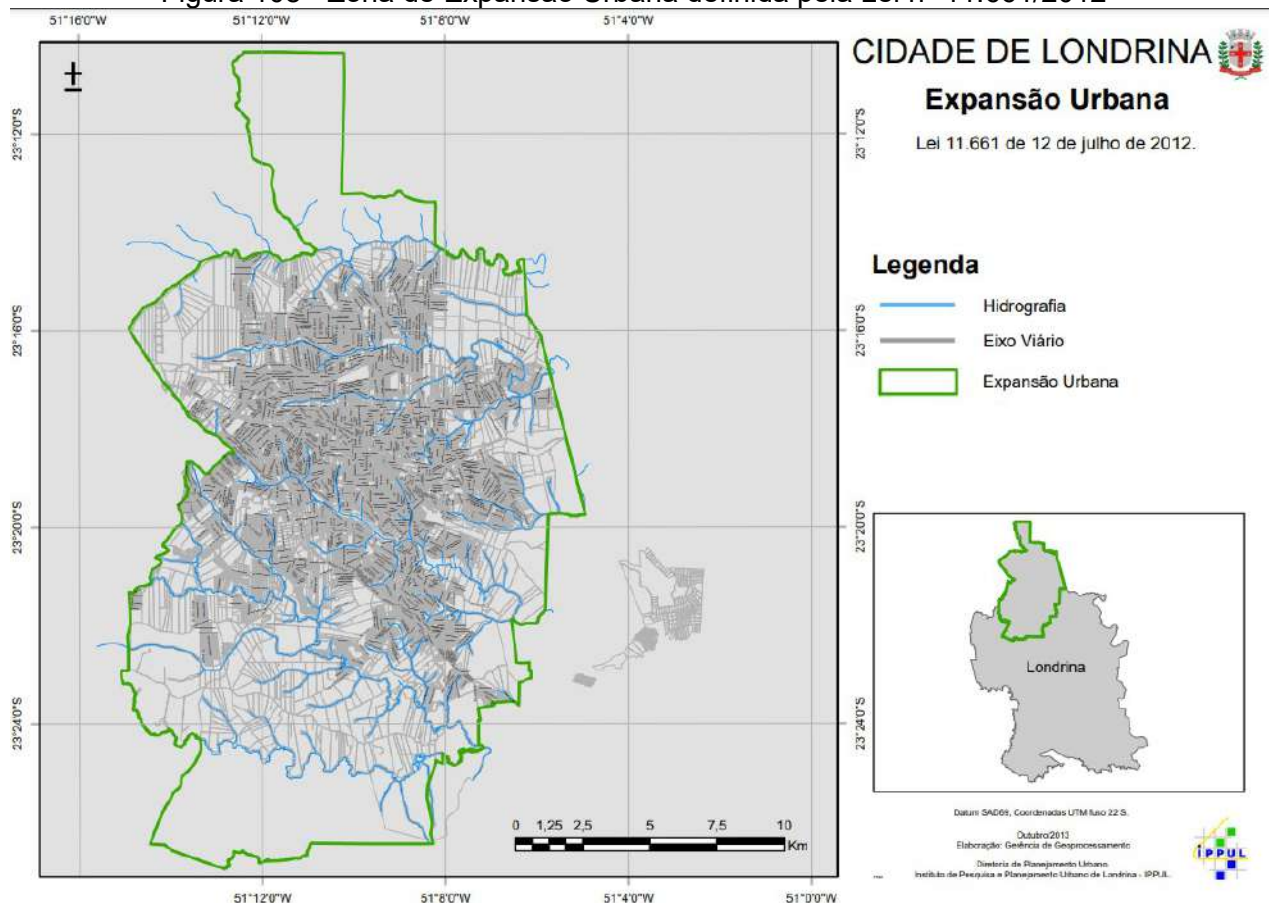 51°16'0"W 51°12'0"W 51°8'0"W 51°4'0"W
23°12'0"S
23°16'0"S
23°20'0"S
23°24'0"S
0 1,25 2,5 5 7,5 10
Km
51°12'0"W 51°8'0"W 51°4'0"W 51°0'0"W
23°12'0"S
23°16'0"S
23°20'0"S
23°24'0"S
CIDADE DE LONDRINA
Expansão Urbana
Lei 11.661 de 12 de julho de 2012.
Legenda
Hidrografia
Eixo Viário
Expansão Urbana
Londrina
Datum SAD69, Coordenadas UTM fuso 22 S.
Outubro/2013
Elaboração: Gerência de Geoprocessamento
Diretoria de Planejamento Urbano
Instituto de Pesquisa e Planejamento Urbano de Londrina - IPPUL.
IPPUL